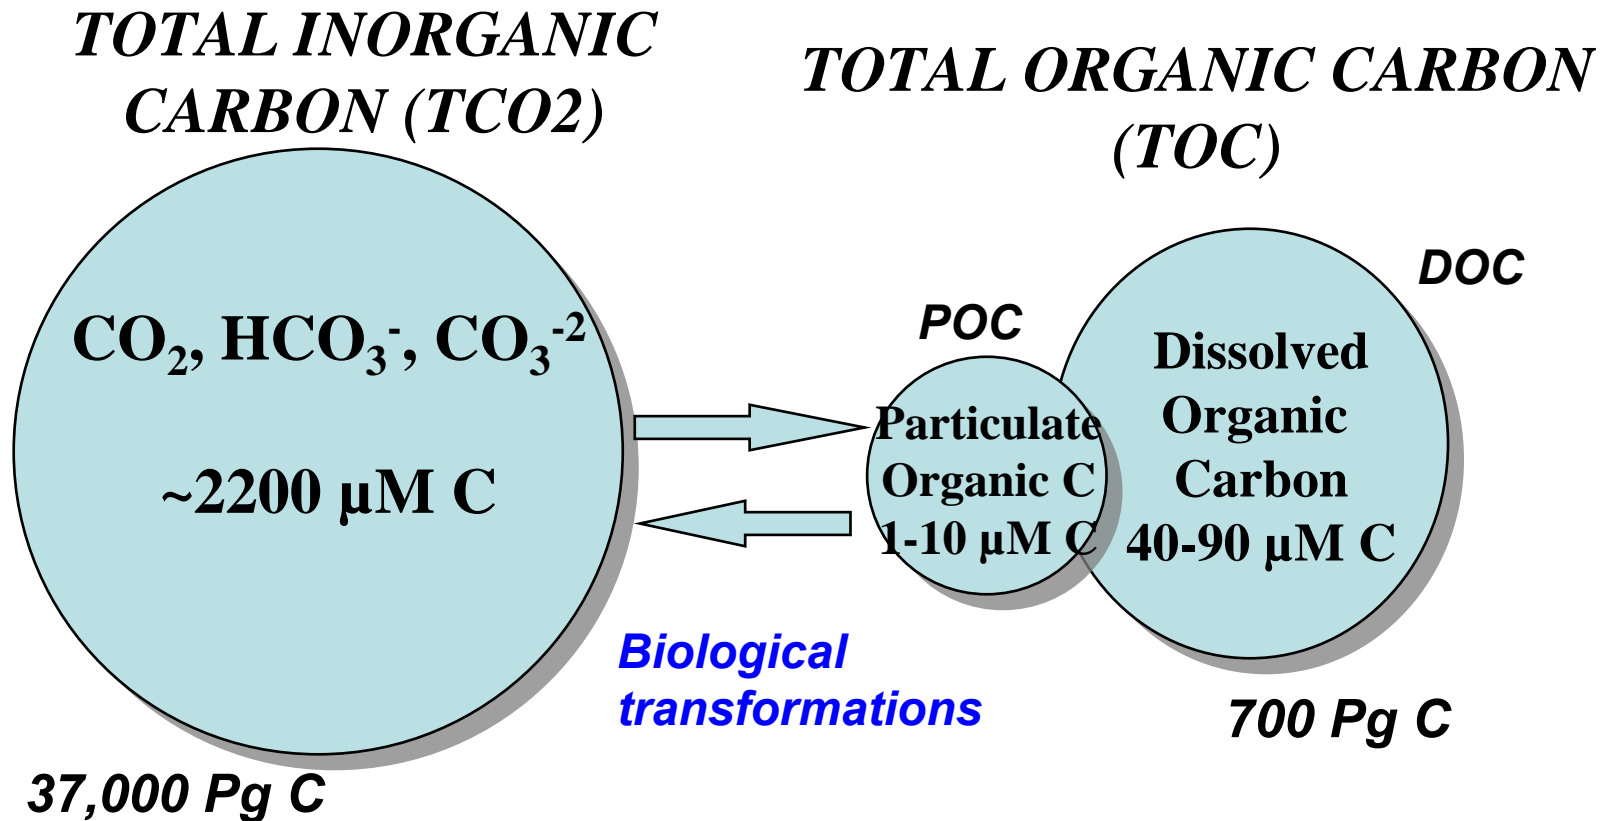 TOTAL INORGANIC
CARBON (TCO2)
CO₂, HCO₃⁻, CO₃⁻²
~2200 µM C
37,000 Pg C
Biological
transformations
TOTAL ORGANIC CARBON
(TOC)
POC
Particulate
Organic C
1-10 µM C
DOC
Dissolved
Organic
Carbon
40-90 µM C
700 Pg C